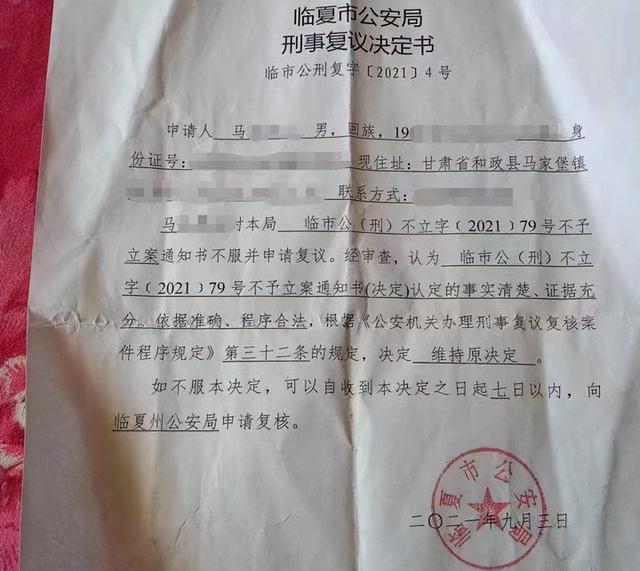 临夏市公安局
刑事复议决定书
临市公刑复字〔2021〕4号
申请人 马 男，回族，19 身
份证号： 现住址：甘肃省和政县马家堡镇
联系方式：
马 对本局 临市公（刑）不立字〔2021〕79号不予
立案通知书不服并申请复议。经审查，认为 临市公（刑）不立
字〔2021〕79号不予立案通知书(决定)认定的事实清楚、证据充
分、依据准确、程序合法，根据《公安机关办理刑事复议复核案
件程序规定》第三十二条的规定，决定 维持原决定 。
如不服本决定，可以自收到本决定之日起七日以内，向
临夏州公安局申请复核。
临夏市公安局
二〇二一年九月三日